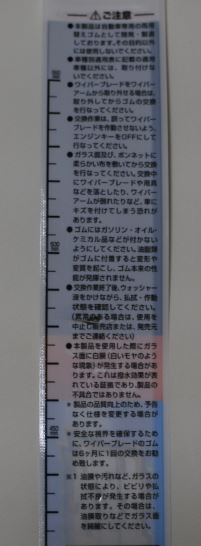 ⚠ご注意
●本製品は自動車専用の替
替えゴムとして開発・製造
しております。その目的以外
には使用しないでください。
●車種別適用表に記載の適用
車種以外には、取り付けな
いでください。
●ワイパーブレードをワイパー
アームから取り外す場合は、
取り外してからゴムの交換
を行なってください。
●交換作業は、誤ってワイパー
ブレードを作動させないよう、
エンジンキーをOFFにして
行なってください。
●ガラス面及び、ボンネットに
柔らかい布を敷いてから交換
を行なってください。交換中
にワイパーブレードや用具
などを落としたり、ワイパー
アームが倒れたりなど、車に
キズを付けてしまう恐れが
あります。
●ゴムにはガソリン・オイル・
ケミカル品などが付かない
ようにしてください。油脂類
がゴムに付着すると変形や
変質を起こし、ゴム本来の性
能が発揮されません。
●交換作業終了後、ウォッシャー
液をかけながら、払拭・作動
状態を確認してください。
(異常のある場合は、使用を
中止し販売店または、発売元
までご連絡ください)
●本製品を使用した際にガラ
ス面に白膜(白いモヤのよう
な現象)が発生する場合があ
ります。これは撥水効果が表
れている証拠であり、製品の
不具合ではありません。
＊製品の品質向上のため、予告
なく仕様を変更する場合が
あります。
＊安全な視界を確保するため
に、ワイパーブレードのゴム
は6ヶ月に1回の交換をお勧
め致します。
※1 油膜や汚れなど、ガラスの
状態により、ビビリや払
拭不良が発生する場合が
あります。その場合は、
油膜取りなどでガラス面
を綺麗にしてください。